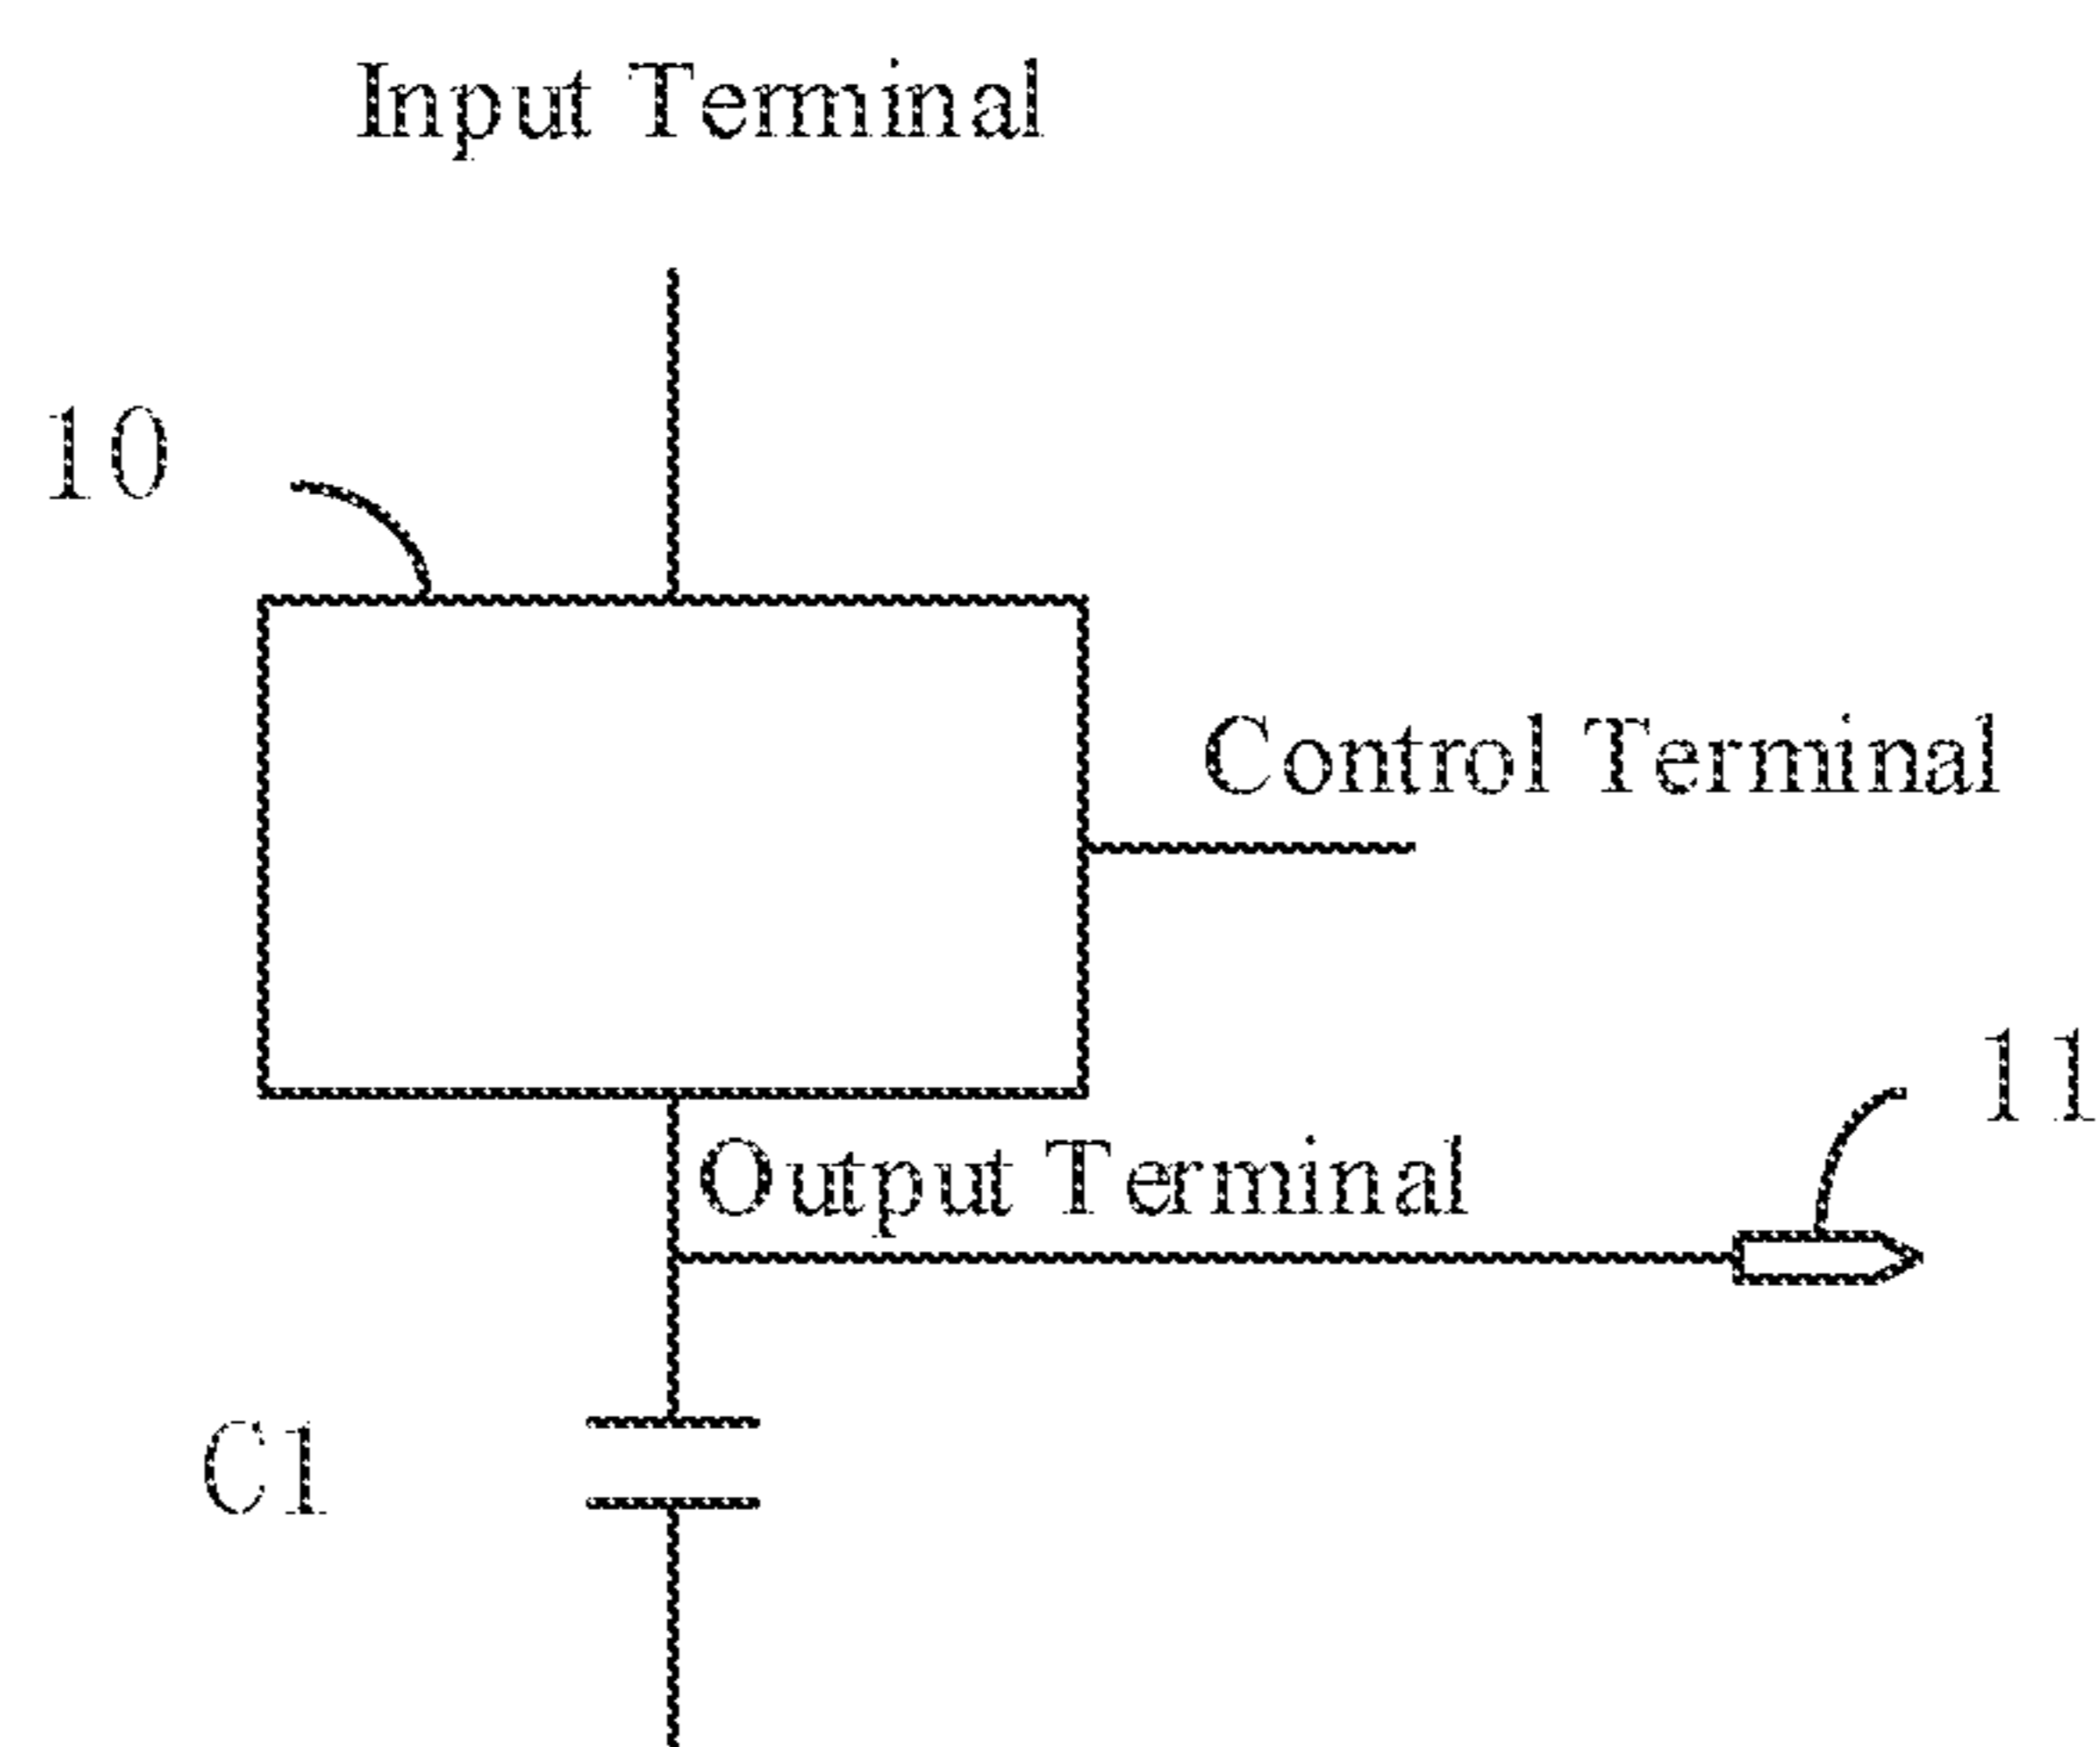 Input Terminal
10
Control Terminal
11
Output Terminal
C1